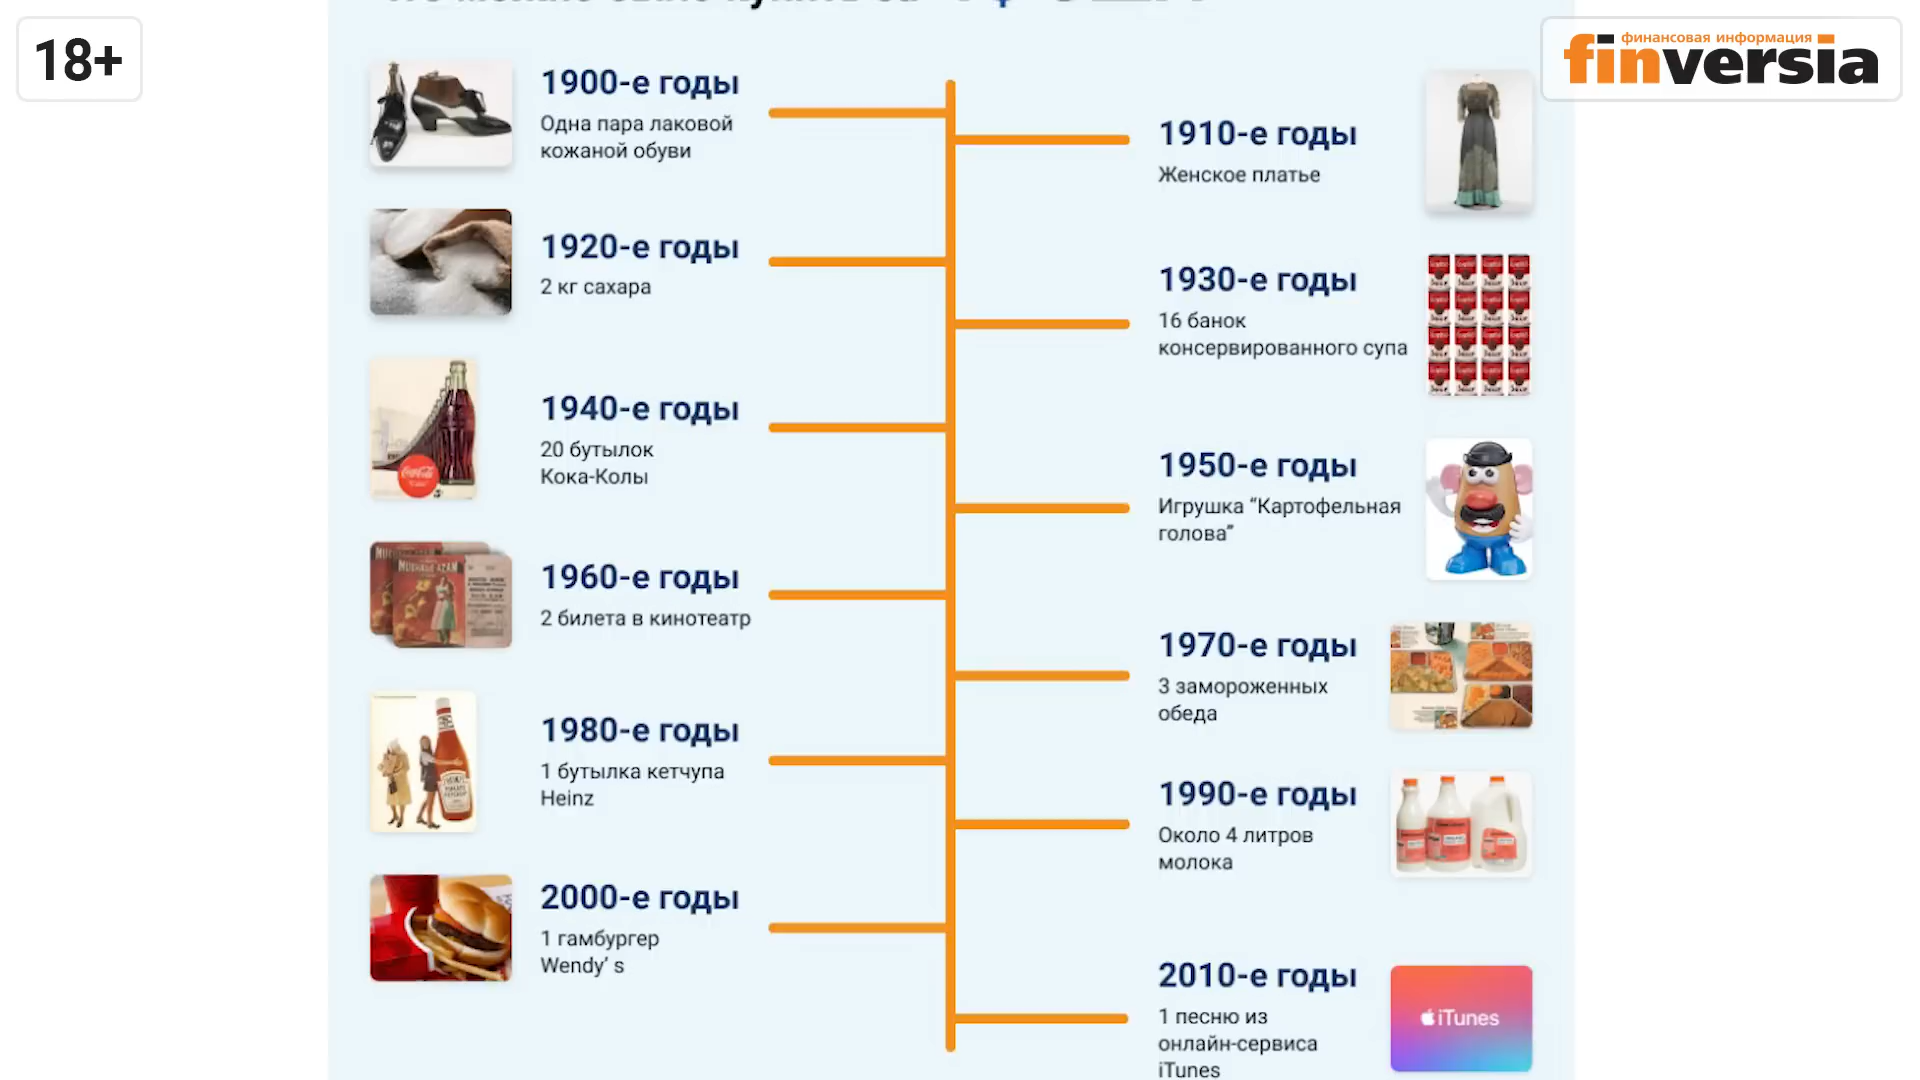 18+
финансовая информация
finversia
1900-е годы
Одна пара лаковой
кожаной обуви
1910-е годы
Женское платье
1920-е годы
2 кг сахара
1930-е годы
16 банок
консервированного супа
1940-е годы
20 бутылок
Кока-Колы
1950-е годы
Игрушка “Картофельная
голова”
1960-е годы
2 билета в кинотеатр
1970-е годы
3 замороженных
обеда
1980-е годы
1 бутылка кетчупа
Heinz
1990-е годы
Около 4 литров
молока
2000-е годы
1 гамбургер
Wendy’ s
2010-е годы
1 песню из
онлайн-сервиса
iTunes
iTunes